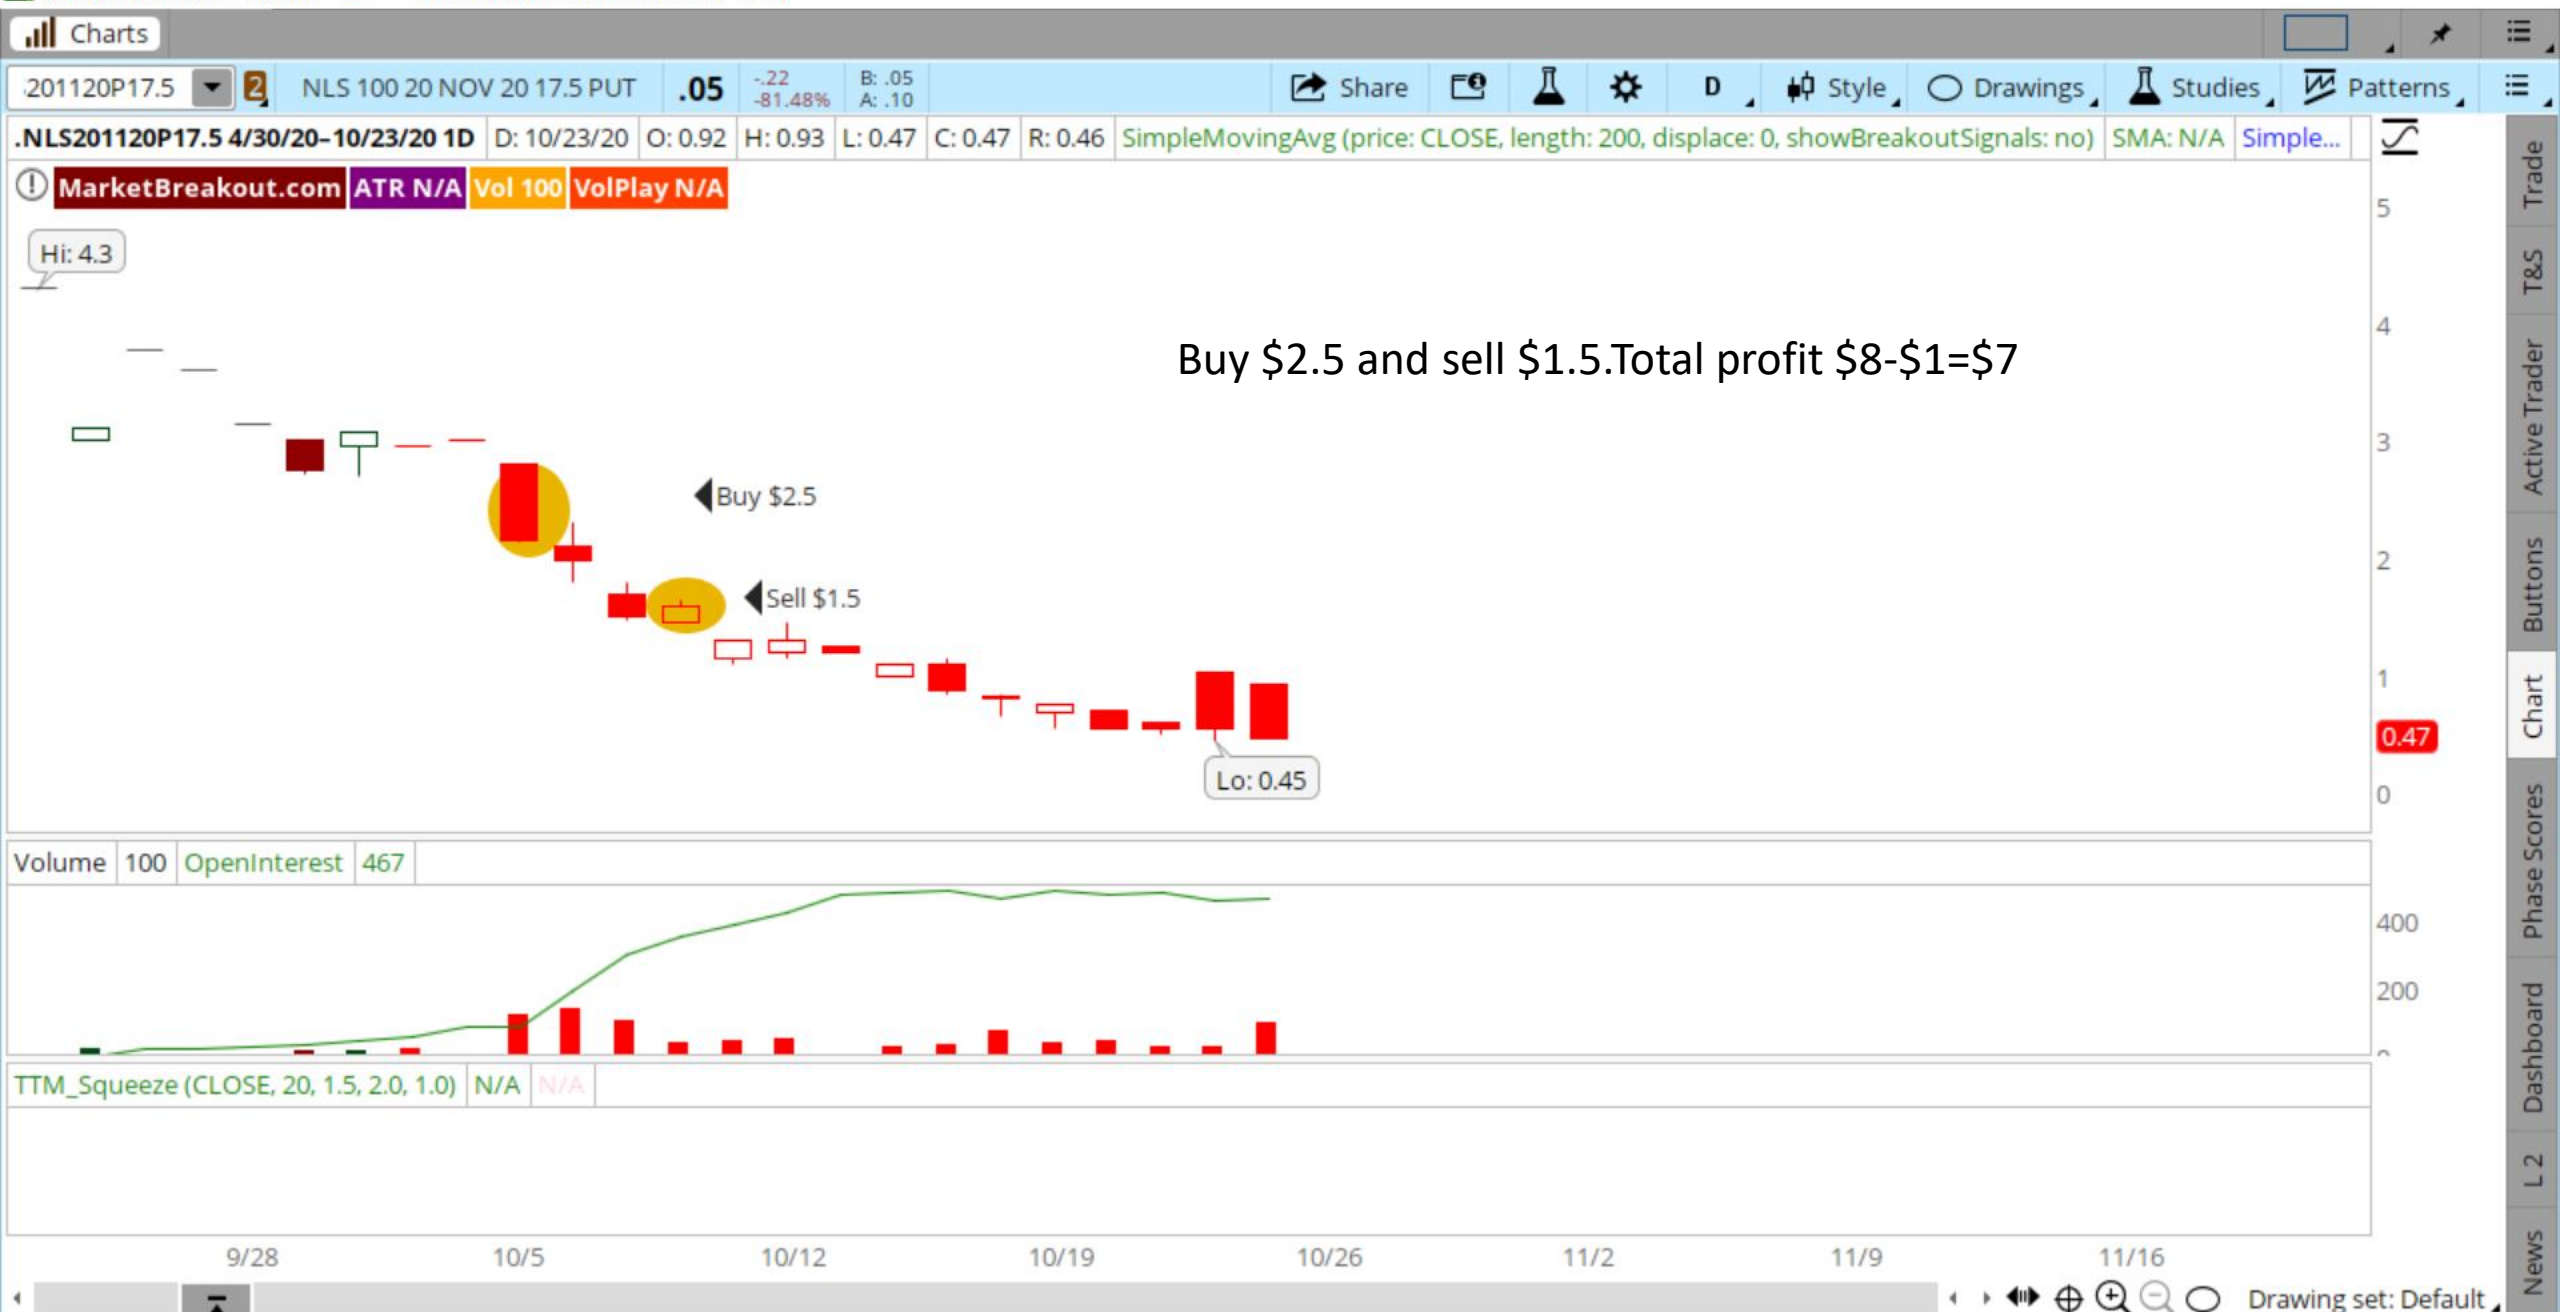 Charts
201120P17.5 2 NLS 100 20 NOV 20 17.5 PUT .05 -.22 -81.48% B: .05 A: .10 Share D Style Drawings Studies Patterns
.NLS201120P17.5 4/30/20–10/23/20 1D D: 10/23/20 O: 0.92 H: 0.93 L: 0.47 C: 0.47 R: 0.46 SimpleMovingAvg (price: CLOSE, length: 200, displace: 0, showBreakoutSignals: no) SMA: N/A Simple...
MarketBreakout.com ATR N/A Vol 100 VolPlay N/A
Hi: 4.3
Buy $2.5 and sell $1.5.Total profit $8-$1=$7
Buy $2.5
Sell $1.5
Lo: 0.45
5
4
3
2
1
0.47
0
Volume 100 OpenInterest 467
400
200
TTM_Squeeze (CLOSE, 20, 1.5, 2.0, 1.0) N/A N/A
9/28 10/5 10/12 10/19 10/26 11/2 11/9 11/16
Drawing set: Default
Trade
T&S
Active Trader
Buttons
Chart
Phase Scores
Dashboard
L 2
News